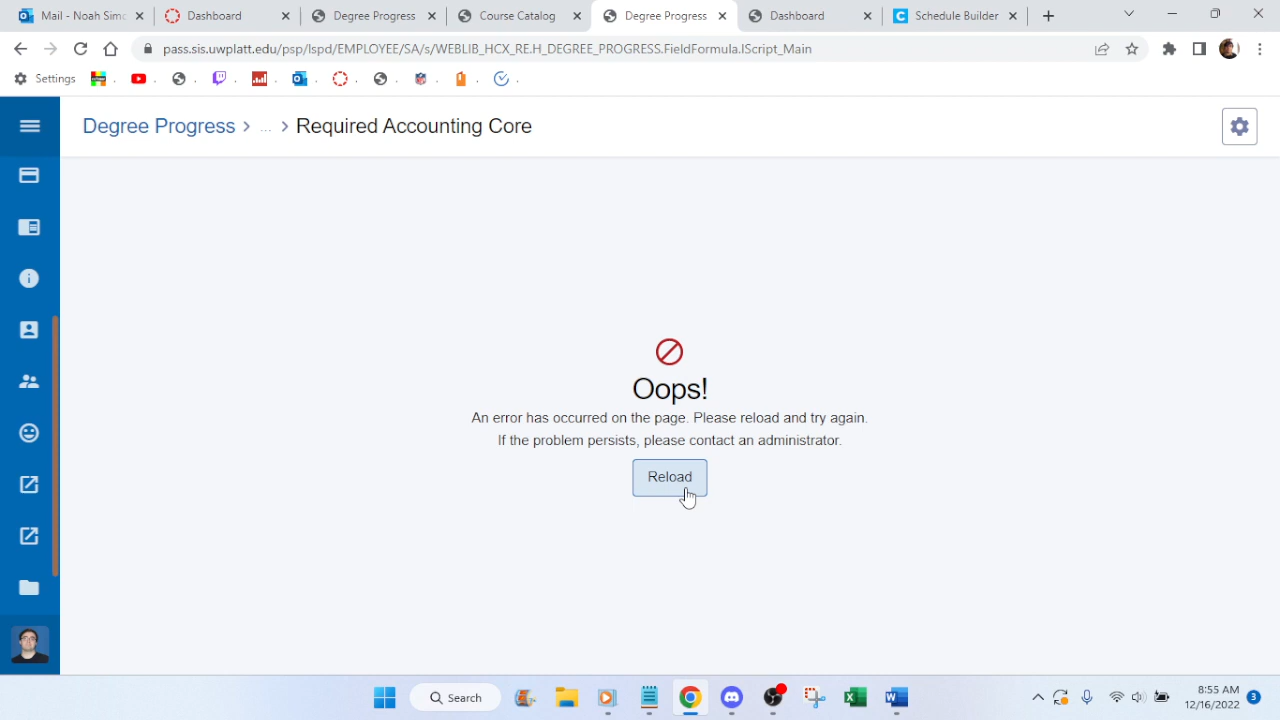 Mail - Noah Simo
Dashboard
Degree Progress
Course Catalog
Degree Progress
Dashboard
Schedule Builder
pass.sis.uwplatt.edu/psp/lspd/EMPLOYEE/SA/s/WEBLIB_HCX_RE.H_DEGREE_PROGRESS.FieldFormula.IScript_Main
Settings
Degree Progress > ... > Required Accounting Core
Oops!
An error has occurred on the page. Please reload and try again.
If the problem persists, please contact an administrator.
Reload
Search
8:55 AM
12/16/2022
3